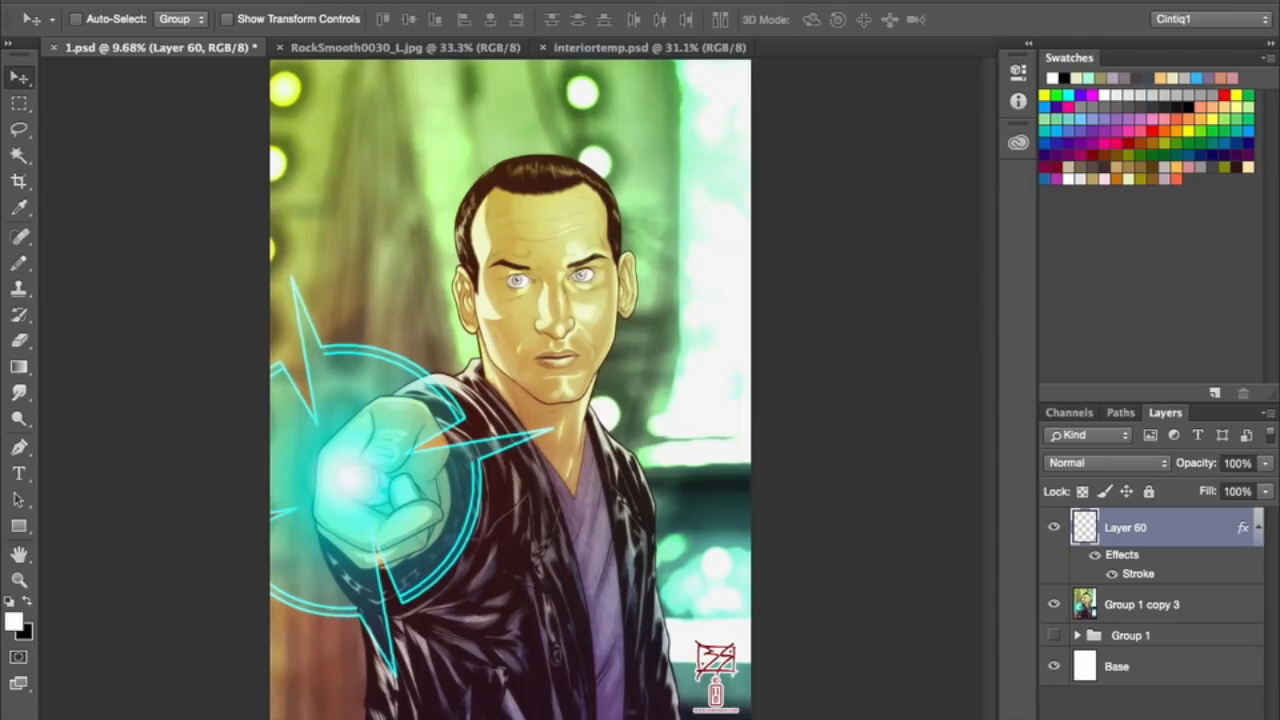 Auto-Select: Group Show Transform Controls 3D Mode: Cintiq1
× 1.psd @ 9.68% (Layer 60, RGB/8) * × RockSmooth0030_L.jpg @ 33.3% (RGB/8) × interiortemp.psd @ 31.1% (RGB/8)
Swatches
Channels Paths Layers
Kind
Normal Opacity: 100%
Lock: Fill: 100%
Layer 60 fx
Effects
Stroke
Group 1 copy 3
Group 1
Base